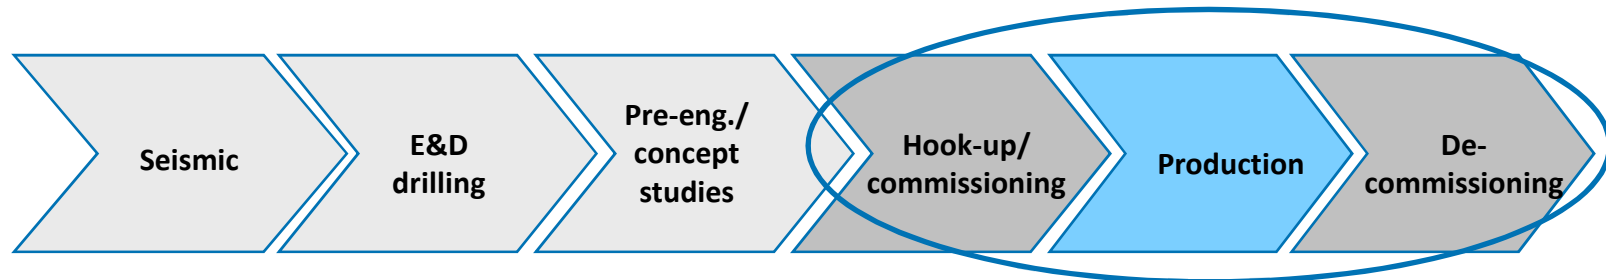 Seismic
E&D
drilling
Pre-eng./
concept
studies
Hook-up/
commissioning
Production
De-
commissioning